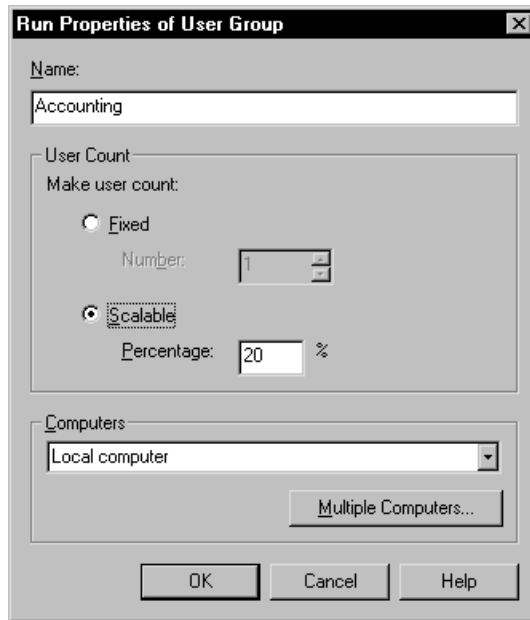 Run Properties of User Group
Name:
Accounting
User Count
Make user count:
Fixed
Number: 1
Scalable
Percentage: 20 %
Computers
Local computer
Multiple Computers...
OK Cancel Help